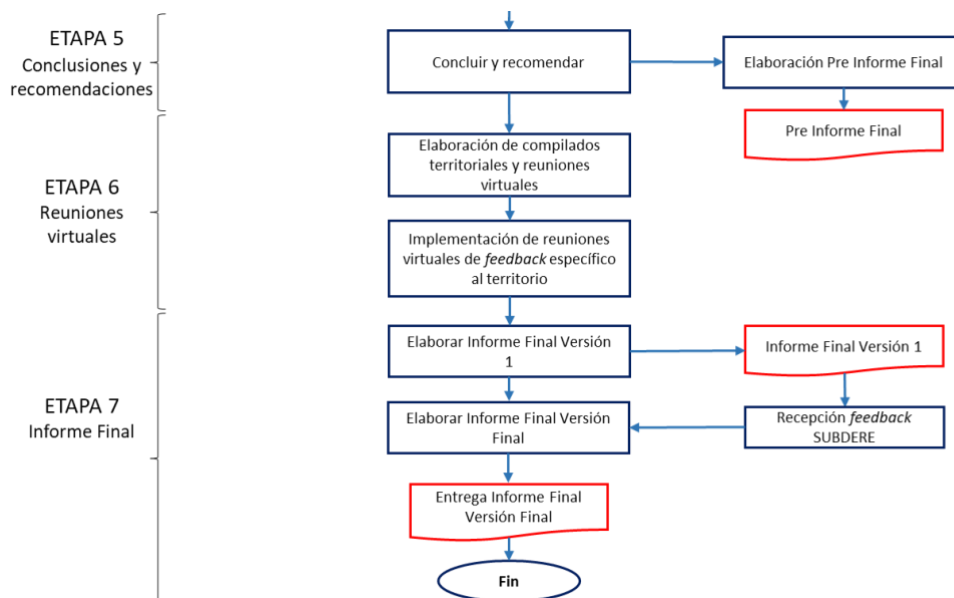 ETAPA 5
Conclusiones y
recomendaciones
Concluir y recomendar
Elaboración Pre Informe Final
Pre Informe Final
ETAPA 6
Reuniones
virtuales
Elaboración de compilados
territoriales y reuniones
virtuales
Implementación de reuniones
virtuales de feedback específico
al territorio
ETAPA 7
Informe Final
Elaborar Informe Final Versión
1
Informe Final Versión 1
Elaborar Informe Final Versión
Final
Recepción feedback
SUBDERE
Entrega Informe Final
Versión Final
Fin